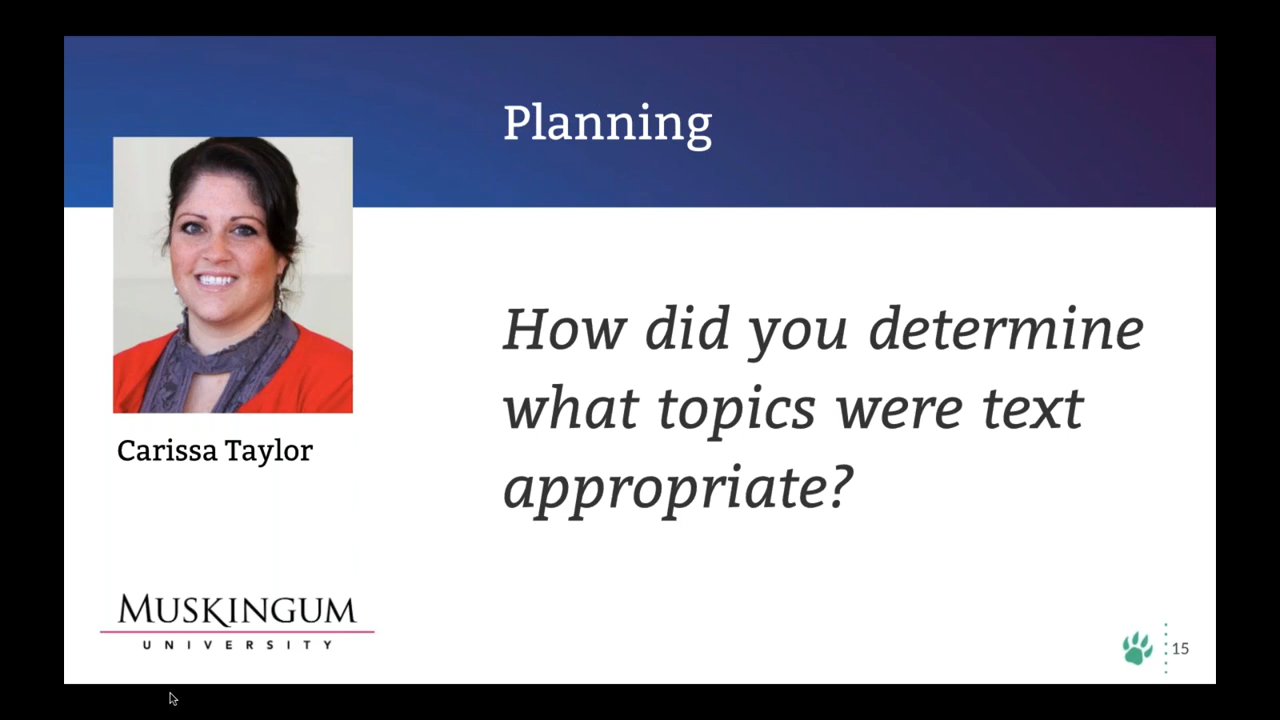 Planning
Carissa Taylor
How did you determine
what topics were text
appropriate?
MUSKINGUM
UNIVERSITY
15